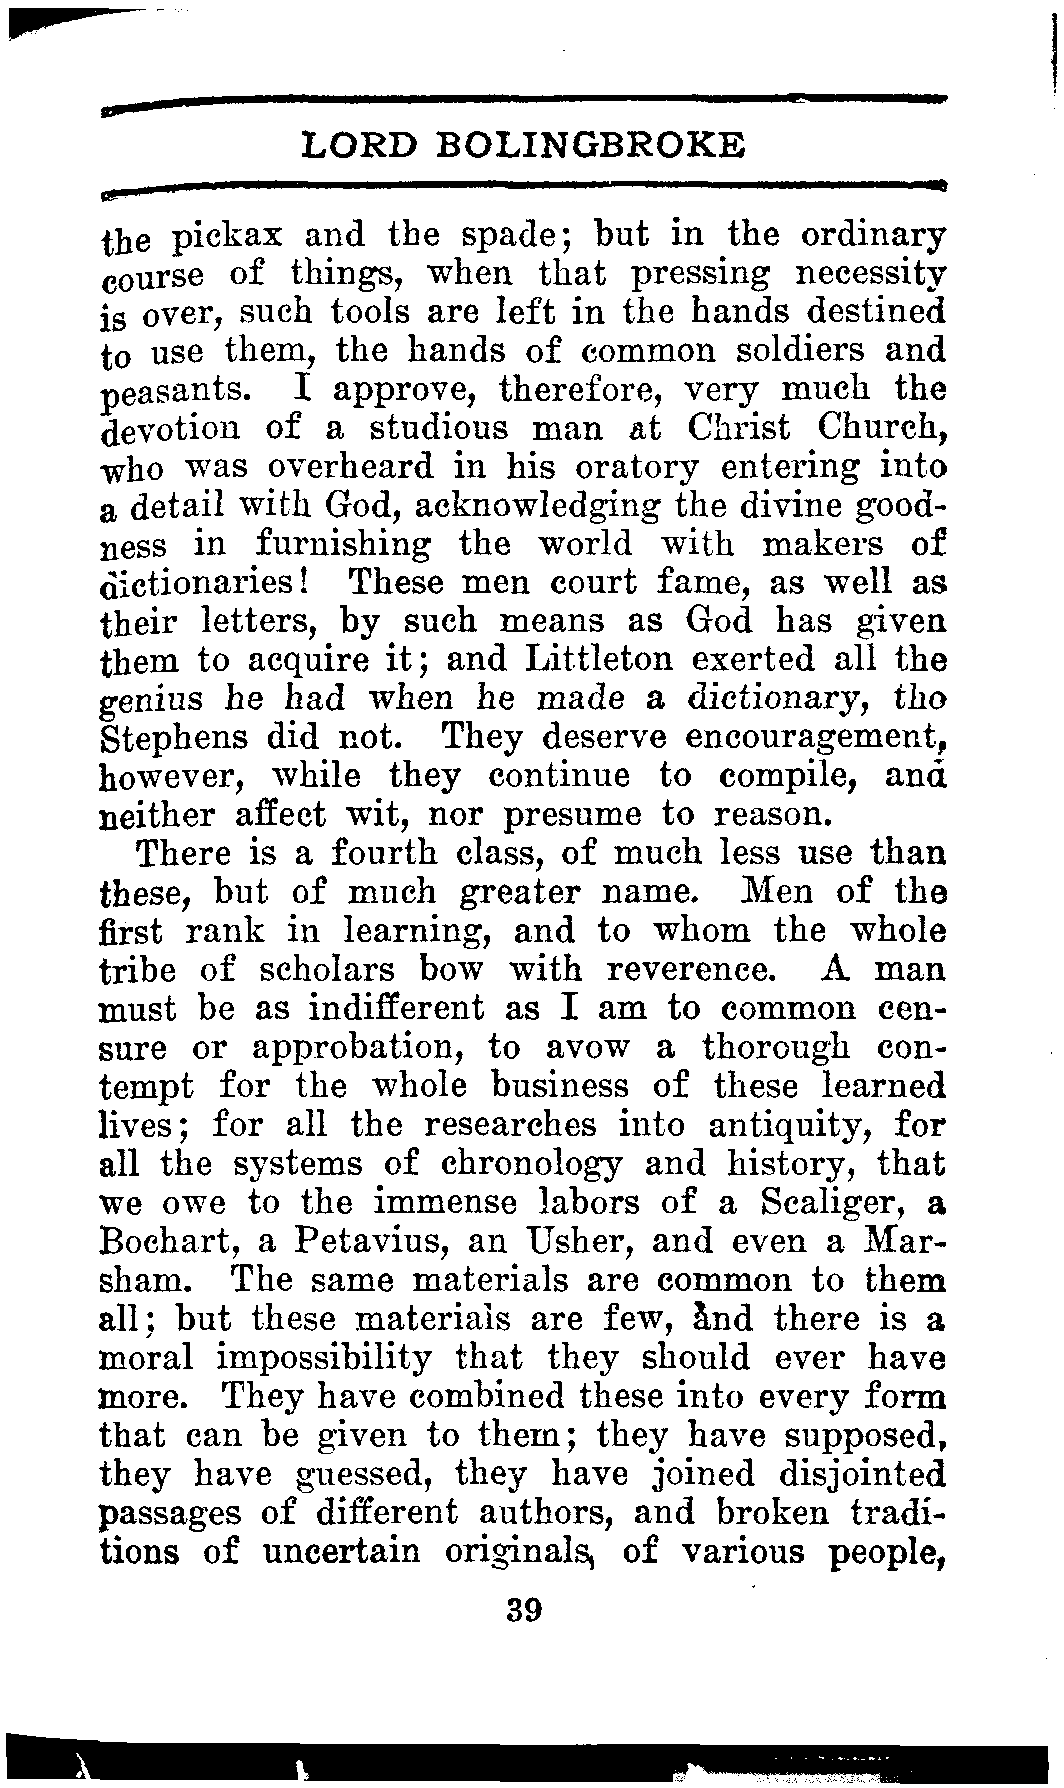 LORD BOLINGBROKE
the pickax and the spade; but in the ordinary
course of things, when that pressing necessity
is over, such tools are left in the hands destined
to use them, the hands of common soldiers and
peasants. I approve, therefore, very much the
devotion of a studious man at Christ Church,
who was overheard in his oratory entering into
a detail with God, acknowledging the divine good-
ness in furnishing the world with makers of
dictionaries! These men court fame, as well as
their letters, by such means as God has given
them to acquire it; and Littleton exerted all the
genius he had when he made a dictionary, tho
Stephens did not. They deserve encouragement,
however, while they continue to compile, and
neither affect wit, nor presume to reason.
There is a fourth class, of much less use than
these, but of much greater name. Men of the
first rank in learning, and to whom the whole
tribe of scholars bow with reverence. A man
must be as indifferent as I am to common cen-
sure or approbation, to avow a thorough con-
tempt for the whole business of these learned
lives; for all the researches into antiquity, for
all the systems of chronology and history, that
we owe to the immense labors of a Scaliger, a
Bochart, a Petavius, an Usher, and even a Mar-
sham. The same materials are common to them
all; but these materials are few, and there is a
moral impossibility that they should ever have
more. They have combined these into every form
that can be given to them; they have supposed,
they have guessed, they have joined disjointed
passages of different authors, and broken tradi-
tions of uncertain originals, of various people,
39